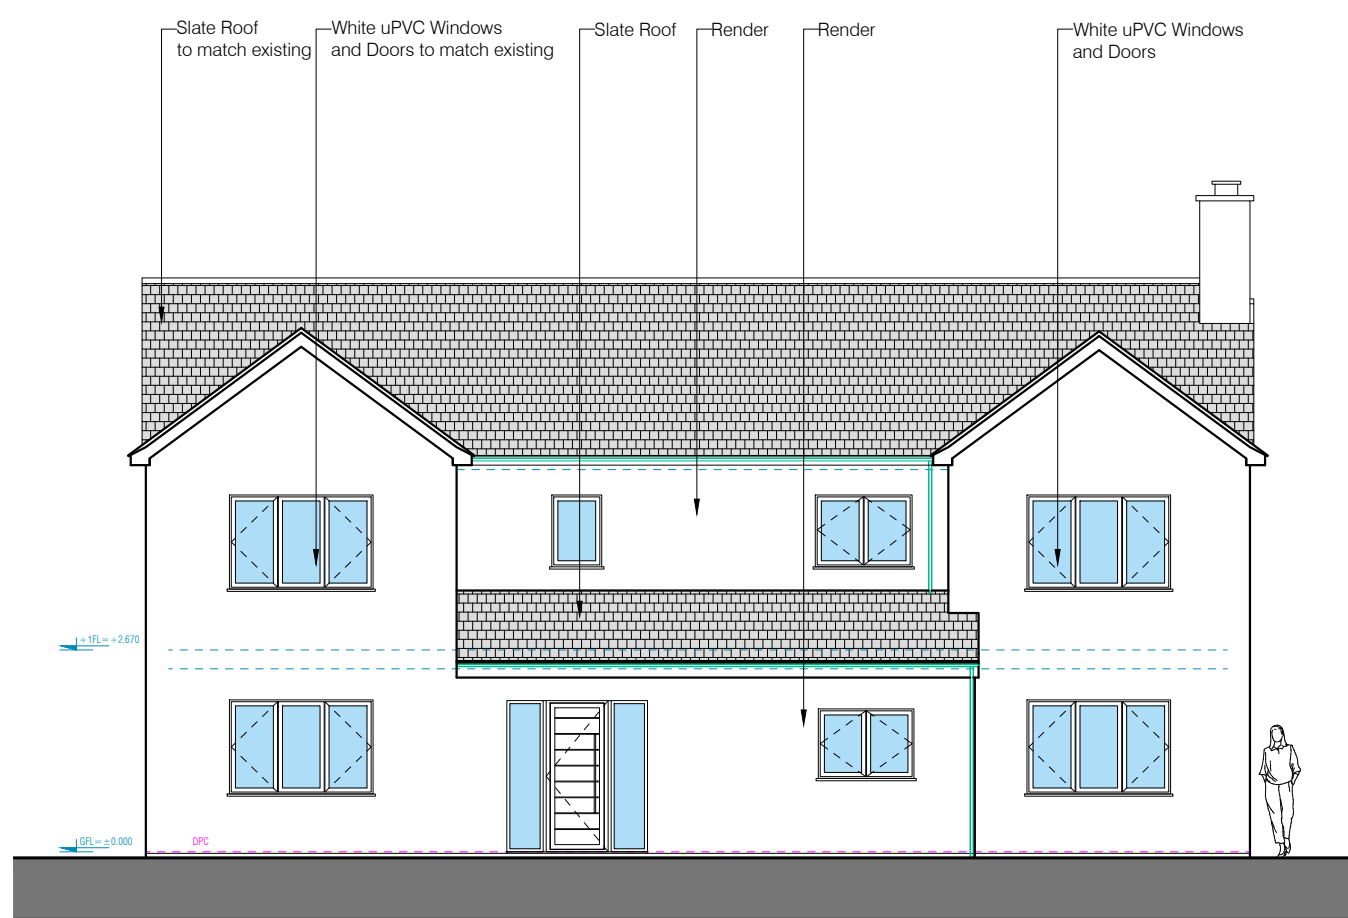 Slate Roof
to match existing
White uPVC Windows
and Doors to match existing
Slate Roof
Render
Render
White uPVC Windows
and Doors
+1FL=+2.670
GFL=±0.000
DPC